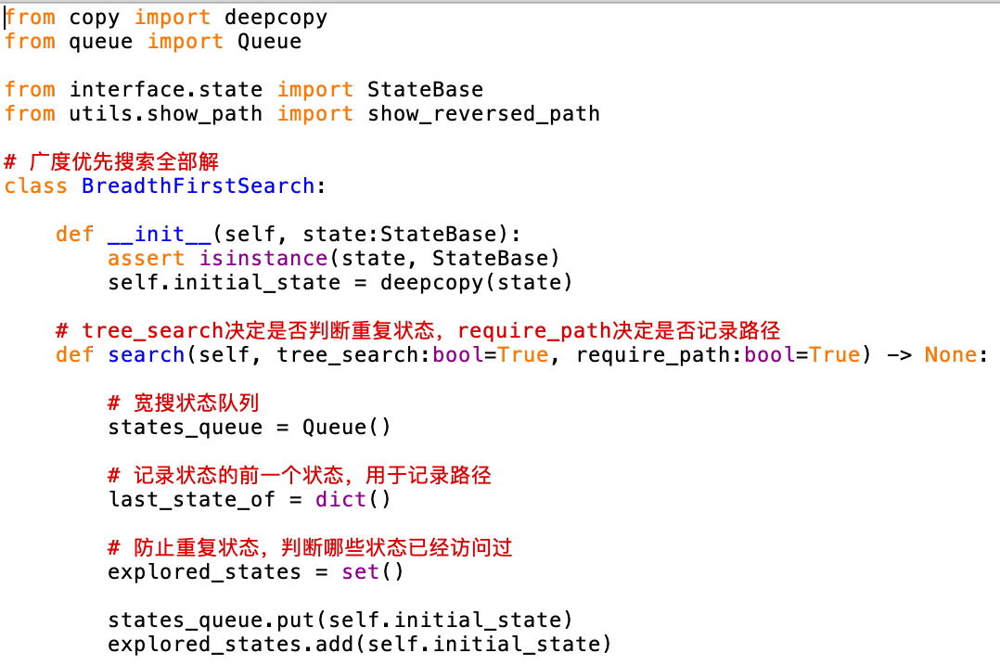 from copy import deepcopy
from queue import Queue
from interface.state import StateBase
from utils.show_path import show_reversed_path
# 广度优先搜索全部解
class BreadthFirstSearch:
def __init__(self, state:StateBase):
assert isinstance(state, StateBase)
self.initial_state = deepcopy(state)
# tree_search决定是否判断重复状态，require_path决定是否记录路径
def search(self, tree_search:bool=True, require_path:bool=True) -> None:
# 宽搜状态队列
states_queue = Queue()
# 记录状态的前一个状态，用于记录路径
last_state_of = dict()
# 防止重复状态，判断哪些状态已经访问过
explored_states = set()
states_queue.put(self.initial_state)
explored_states.add(self.initial_state)